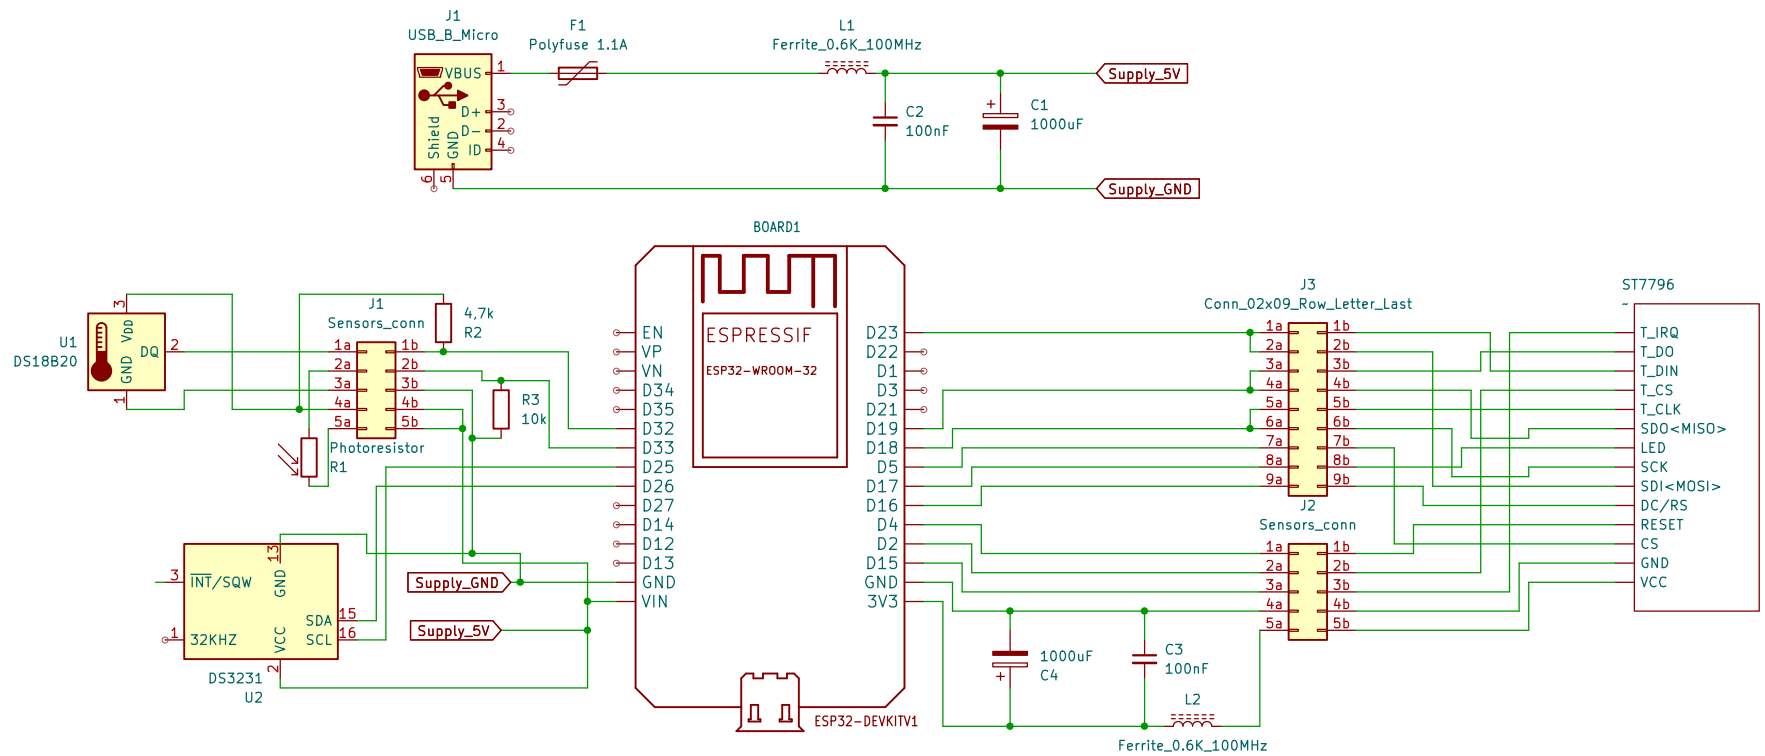 J1
USB_B_Micro
VBUS 1
D+ 3
D- 2
ID 4
Shield
GND
6
5
F1
Polyfuse 1.1A
L1
Ferrite_0.6K_100MHz
C2
100nF
+
C1
1000uF
Supply_5V
Supply_GND
BOARD1
ESPRESSIF
ESP32-WROOM-32
EN
VP
VN
D34
D35
D32
D33
D25
D26
D27
D14
D12
D13
GND
VIN
D23
D22
D1
D3
D21
D19
D18
D5
D17
D16
D4
D2
D15
GND
3V3
ESP32-DEVKITV1
U1
DS18B20
3
VDD
DQ 2
GND
1
J1
Sensors_conn
1a 1b
2a 2b
3a 3b
4a 4b
5a 5b
4,7k
R2
R3
10k
Photoresistor
R1
13
GND
3 INT/SQW
SDA 15
1 32KHZ
SCL 16
VCC
2
DS3231
U2
Supply_GND
Supply_5V
J3
Conn_02x09_Row_Letter_Last
1a 1b
2a 2b
3a 3b
4a 4b
5a 5b
6a 6b
7a 7b
8a 8b
9a 9b
J2
Sensors_conn
1a 1b
2a 2b
3a 3b
4a 4b
5a 5b
1000uF
C4
+
C3
100nF
L2
Ferrite_0.6K_100MHz
ST7796
~
T_IRQ
T_DO
T_DIN
T_CS
T_CLK
SDO<MISO>
LED
SCK
SDI<MOSI>
DC/RS
RESET
CS
GND
VCC